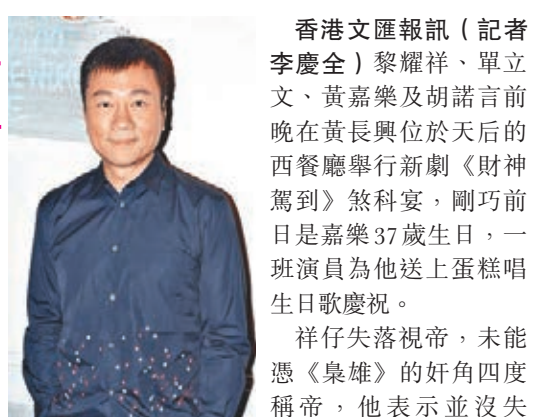 香港文匯報訊（記者
李慶全）黎耀祥、單立
文、黃嘉樂及胡諾言前
晚在黃長興位於天后的
西餐廳舉行新劇《財神
駕到》煞科宴，剛巧前
日是嘉樂37歲生日，一
班演員為他送上蛋糕唱
生日歌慶祝。
祥仔失落視帝，未能
憑《梟雄》的奸角四度
稱帝，他表示並沒失